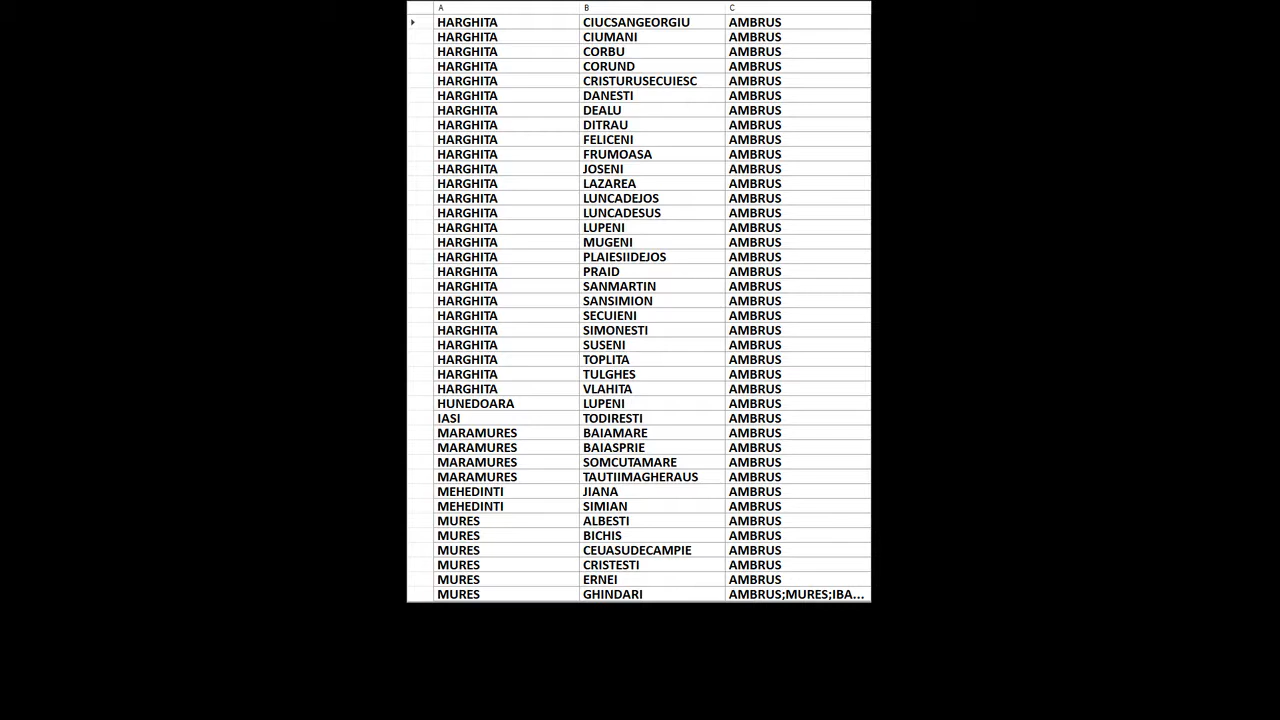 A B C
HARGHITA CIUCSANGEORGIU AMBRUS
HARGHITA CIUMANI AMBRUS
HARGHITA CORBU AMBRUS
HARGHITA CORUND AMBRUS
HARGHITA CRISTURUSECUIESC AMBRUS
HARGHITA DANESTI AMBRUS
HARGHITA DEALU AMBRUS
HARGHITA DITRAU AMBRUS
HARGHITA FELICENI AMBRUS
HARGHITA FRUMOASA AMBRUS
HARGHITA JOSENI AMBRUS
HARGHITA LAZAREA AMBRUS
HARGHITA LUNCADEJOS AMBRUS
HARGHITA LUNCADESUS AMBRUS
HARGHITA LUPENI AMBRUS
HARGHITA MUGENI AMBRUS
HARGHITA PLAIESIIDEJOS AMBRUS
HARGHITA PRAID AMBRUS
HARGHITA SANMARTIN AMBRUS
HARGHITA SANSIMION AMBRUS
HARGHITA SECUIENI AMBRUS
HARGHITA SIMONESTI AMBRUS
HARGHITA SUSENI AMBRUS
HARGHITA TOPLITA AMBRUS
HARGHITA TULGHES AMBRUS
HARGHITA VLAHITA AMBRUS
HUNEDOARA LUPENI AMBRUS
IASI TODIRESTI AMBRUS
MARAMURES BAIAMARE AMBRUS
MARAMURES BAIASPRIE AMBRUS
MARAMURES SOMCUTAMARE AMBRUS
MARAMURES TAUTIIMAGHERAUS AMBRUS
MEHEDINTI JIANA AMBRUS
MEHEDINTI SIMIAN AMBRUS
MURES ALBESTI AMBRUS
MURES BICHIS AMBRUS
MURES CEUASUDECAMPIE AMBRUS
MURES CRISTESTI AMBRUS
MURES ERNEI AMBRUS
MURES GHINDARI AMBRUS;MURES;IBA...